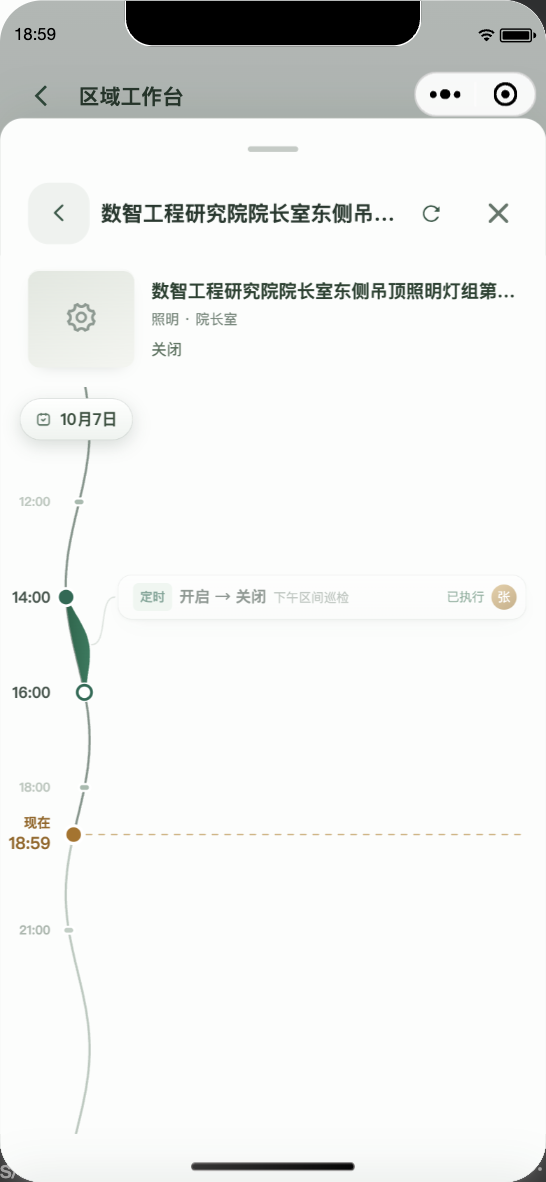 18:59
区域工作台
数智工程研究院院长室东侧吊...
数智工程研究院院长室东侧吊顶照明灯组第...
照明 · 院长室
关闭
10月7日
12:00
14:00
定时 开启 → 关闭 下午区间巡检 已执行 张
16:00
18:00
现在
18:59
21:00